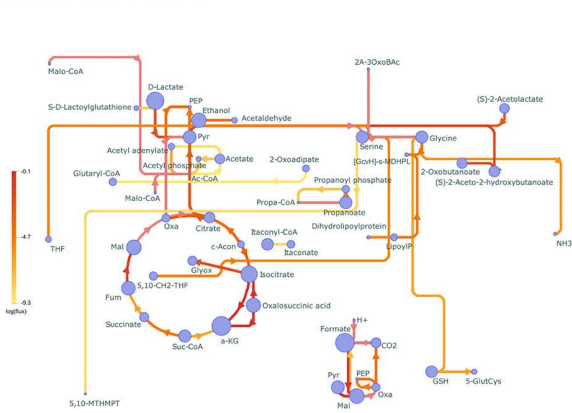 2A-3OxoBAc
Malo-CoA
D-Lactate
PEP
(S)-2-Acetolactate
S-D-Lactoylglutathione
Ethanol
Acetaldehyde
Pyr
Serine
Glycine
Acetyl adenylate
Acetyl phosphate
Acetate
2-Oxoadipate
[GcvH]-s-MDHPL
2-Oxobutanoate
Glutaryl-CoA
Ac-CoA
Propanoyl phosphate
(S)-2-Aceto-2-hydroxybutanoate
Malo-CoA
Propa-CoA
Propanoate
Oxa
Citrate
Dihydrolipoylprotein
-0.1
-4.7
-9.3
log(flux)
THF
Mal
c-Acon
Itaconyl-CoA
Itaconate
LipoylP
NH3
Glyox
Isocitrate
5,10-CH2-THF
Fum
Oxalosuccinic acid
Succinate
H+
Formate
Suc-CoA
a-KG
CO2
Pyr
PEP
GSH
5-GlutCys
Oxa
5,10-MTHMPT
Mal